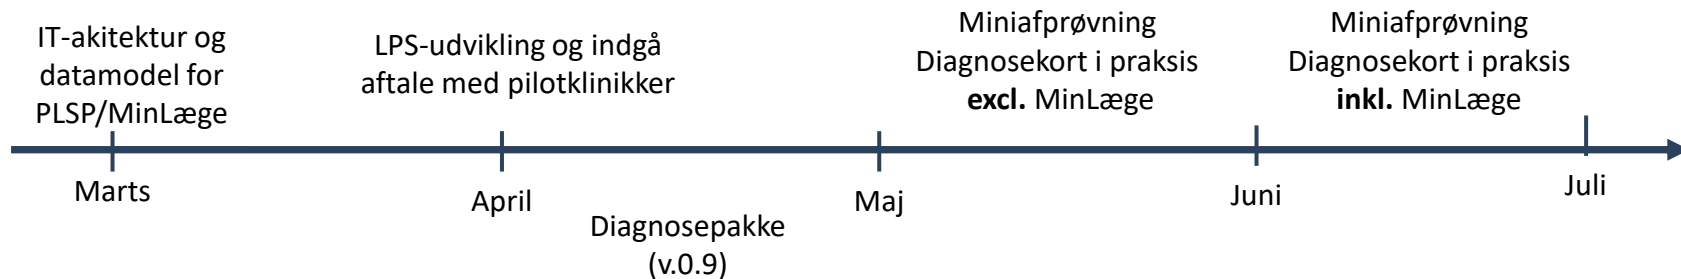 IT-akitektur og
datamodel for
PLSP/MinLæge
LPS-udvikling og indgå
aftale med pilotklinikker
Miniafprøvning
Diagnosekort i praksis
excl. MinLæge
Miniafprøvning
Diagnosekort i praksis
inkl. MinLæge
Marts
April
Maj
Juni
Juli
Diagnosepakke
(v.0.9)